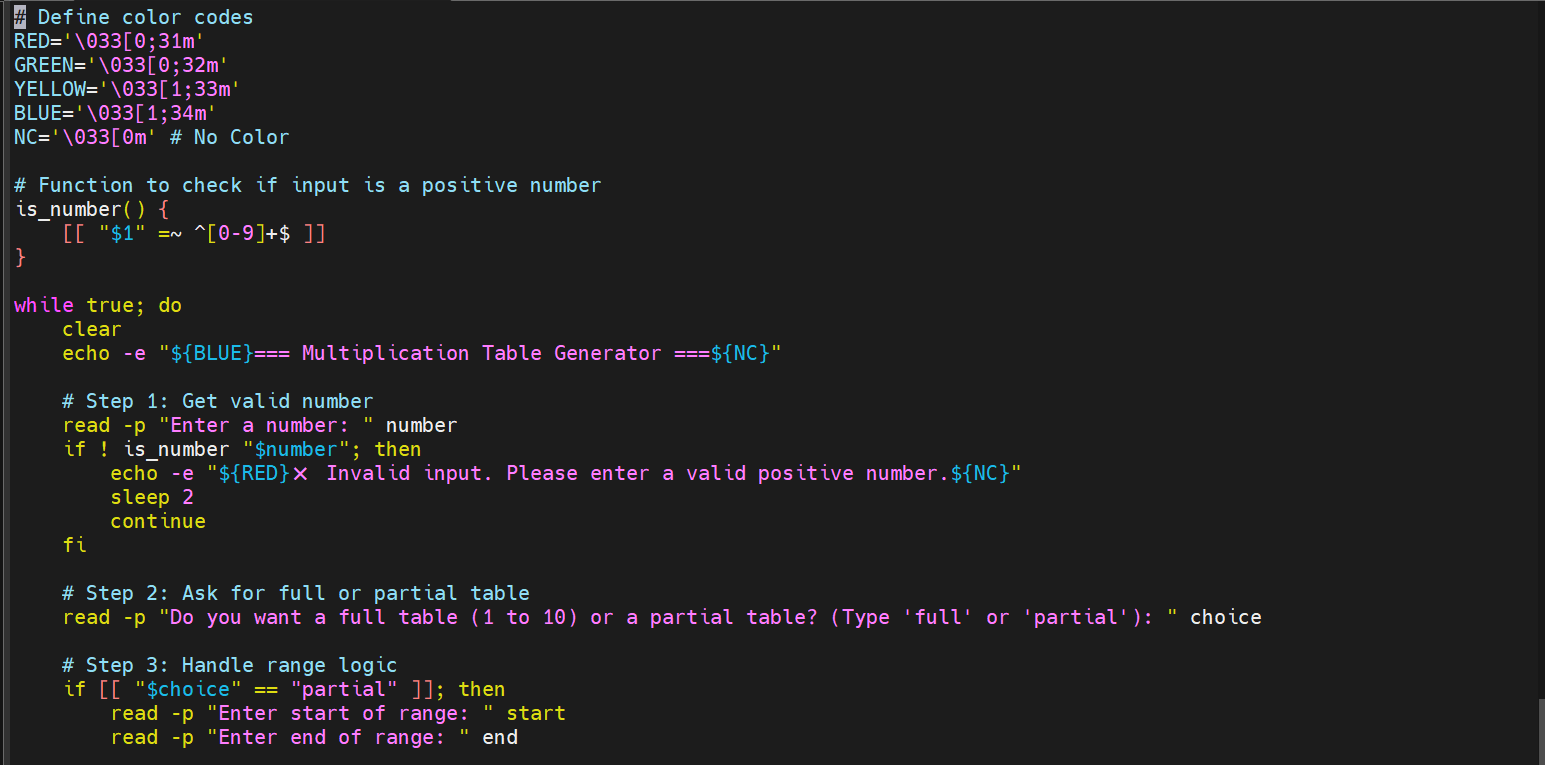 # Define color codes
RED='\033[0;31m'
GREEN='\033[0;32m'
YELLOW='\033[1;33m'
BLUE='\033[1;34m'
NC='\033[0m' # No Color

# Function to check if input is a positive number
is_number() {
    [[ "$1" =~ ^[0-9]+$ ]]
}

while true; do
    clear
    echo -e "${BLUE}=== Multiplication Table Generator ===${NC}"

    # Step 1: Get valid number
    read -p "Enter a number: " number
    if ! is_number "$number"; then
        echo -e "${RED}❌ Invalid input. Please enter a valid positive number.${NC}"
        sleep 2
        continue
    fi

    # Step 2: Ask for full or partial table
    read -p "Do you want a full table (1 to 10) or a partial table? (Type 'full' or 'partial'): " choice

    # Step 3: Handle range logic
    if [[ "$choice" == "partial" ]]; then
        read -p "Enter start of range: " start
        read -p "Enter end of range: " end